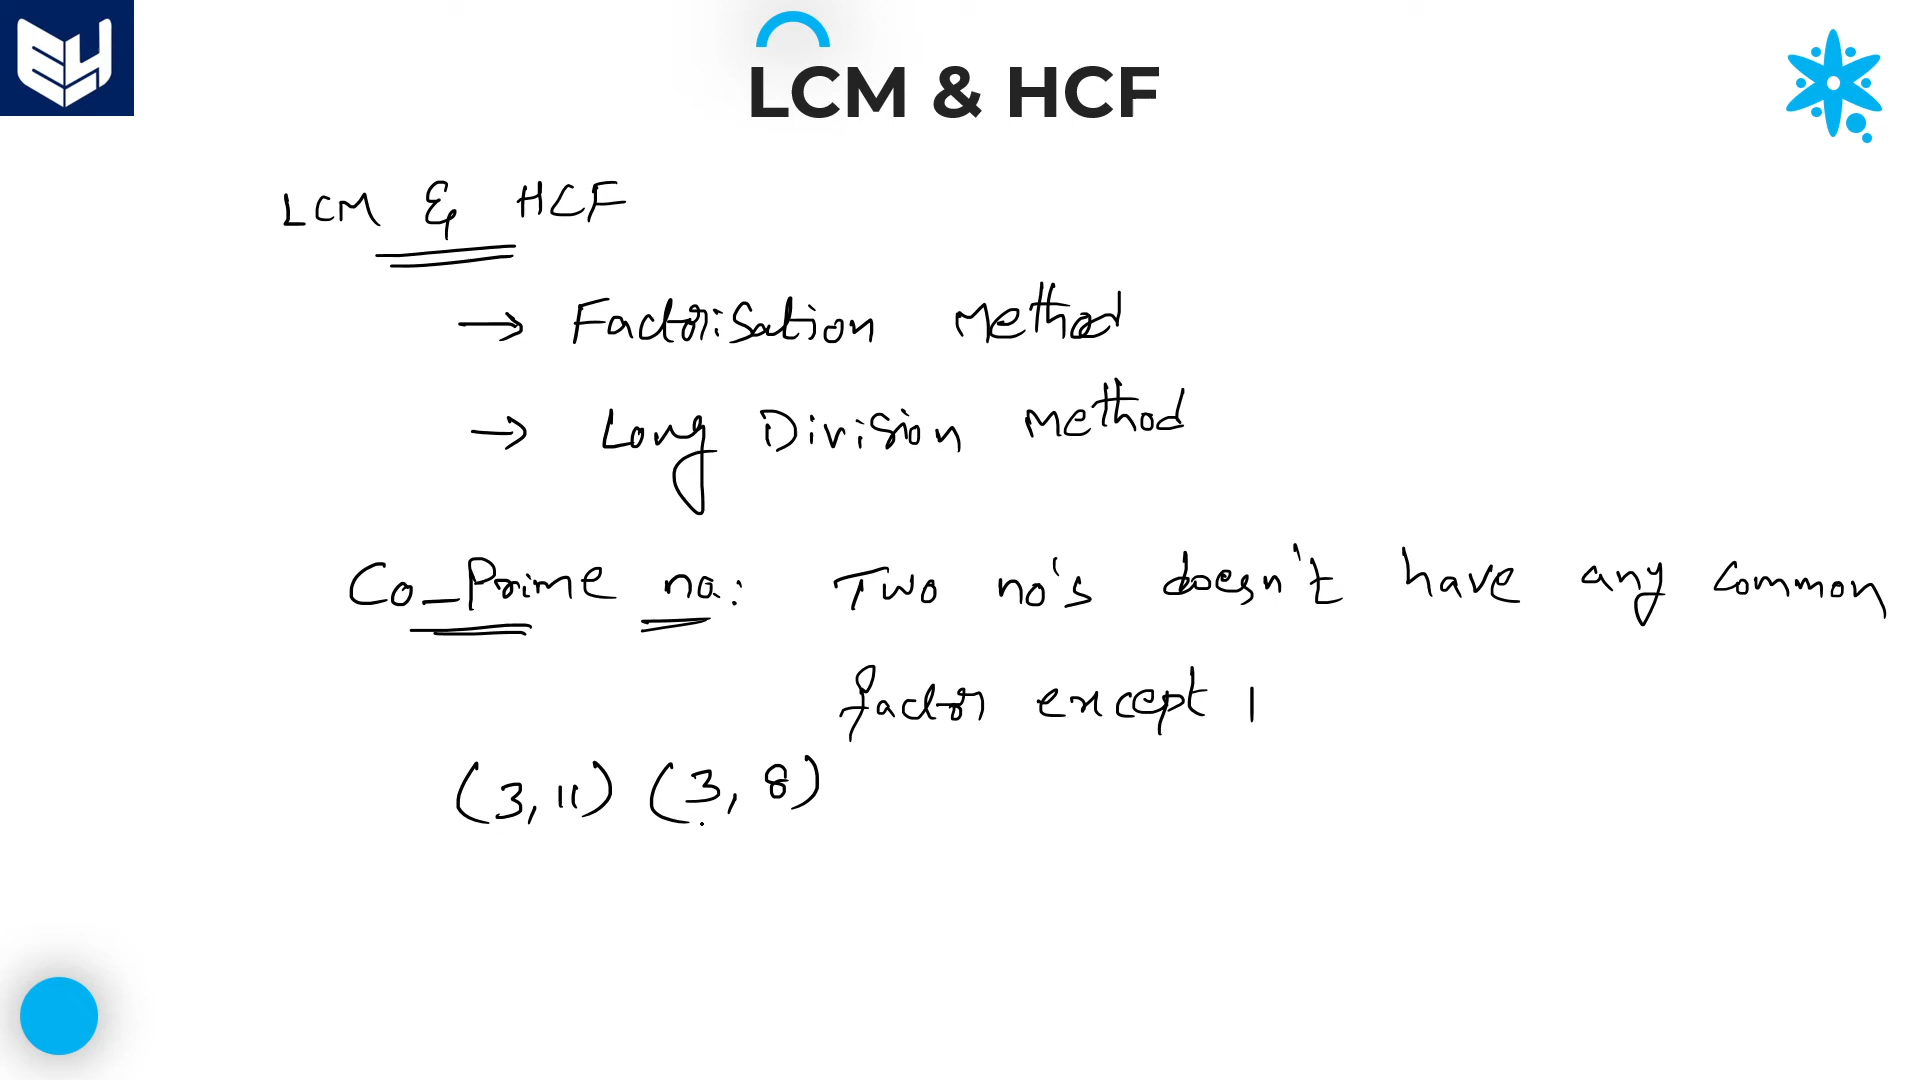 LCM & HCF
LCM & HCF
→ Factorisation Method
→ Long Division Method
Co_Prime no: Two no's doesn't have any common
factor except 1
(3, 11) (3, 8)